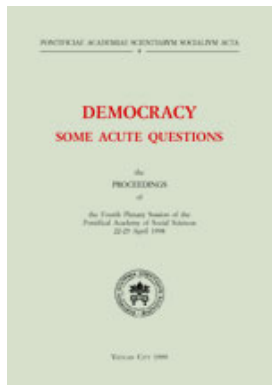 PONTIFICIAE ACADEMIAE SCIENTIARVM SOCIALIVM ACTA
4
DEMOCRACY
SOME ACUTE QUESTIONS
the
PROCEEDINGS
of
the Fourth Plenary Session of the
Pontifical Academy of Social Sciences
22-25 April 1998
VATICAN CITY 1999